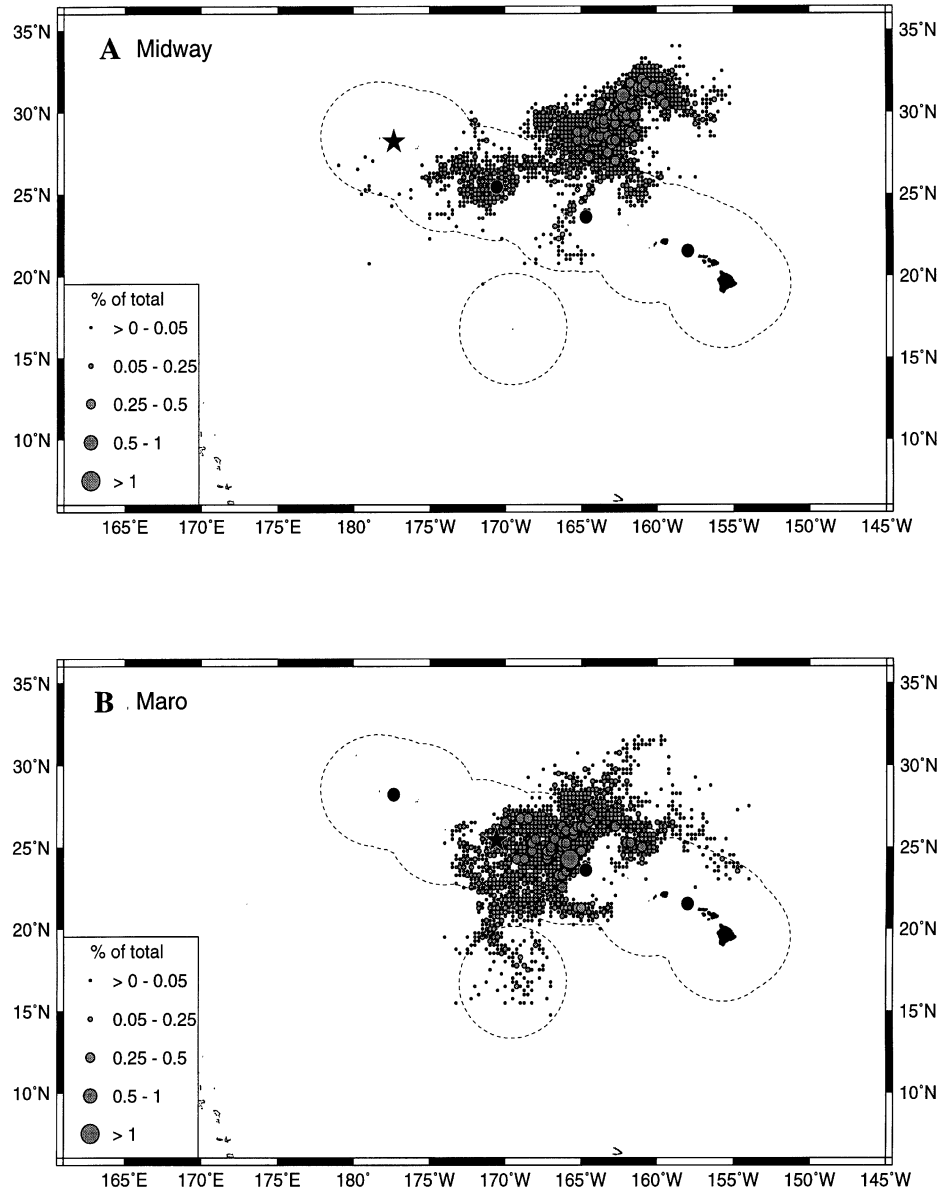 35°N
35°N
A Midway
30°N
30°N
25°N
25°N
20°N
20°N
% of total
> 0 - 0.05
15°N
15°N
0.05 - 0.25
0.25 - 0.5
10°N
10°N
0.5 - 1
> 1
165°E 170°E 175°E 180° 175°W 170°W 165°W 160°W 155°W 150°W 145°W
35°N
35°N
B Maro
30°N
30°N
25°N
25°N
20°N
20°N
% of total
> 0 - 0.05
15°N
15°N
0.05 - 0.25
0.25 - 0.5
10°N
10°N
0.5 - 1
> 1
165°E 170°E 175°E 180° 175°W 170°W 165°W 160°W 155°W 150°W 145°W